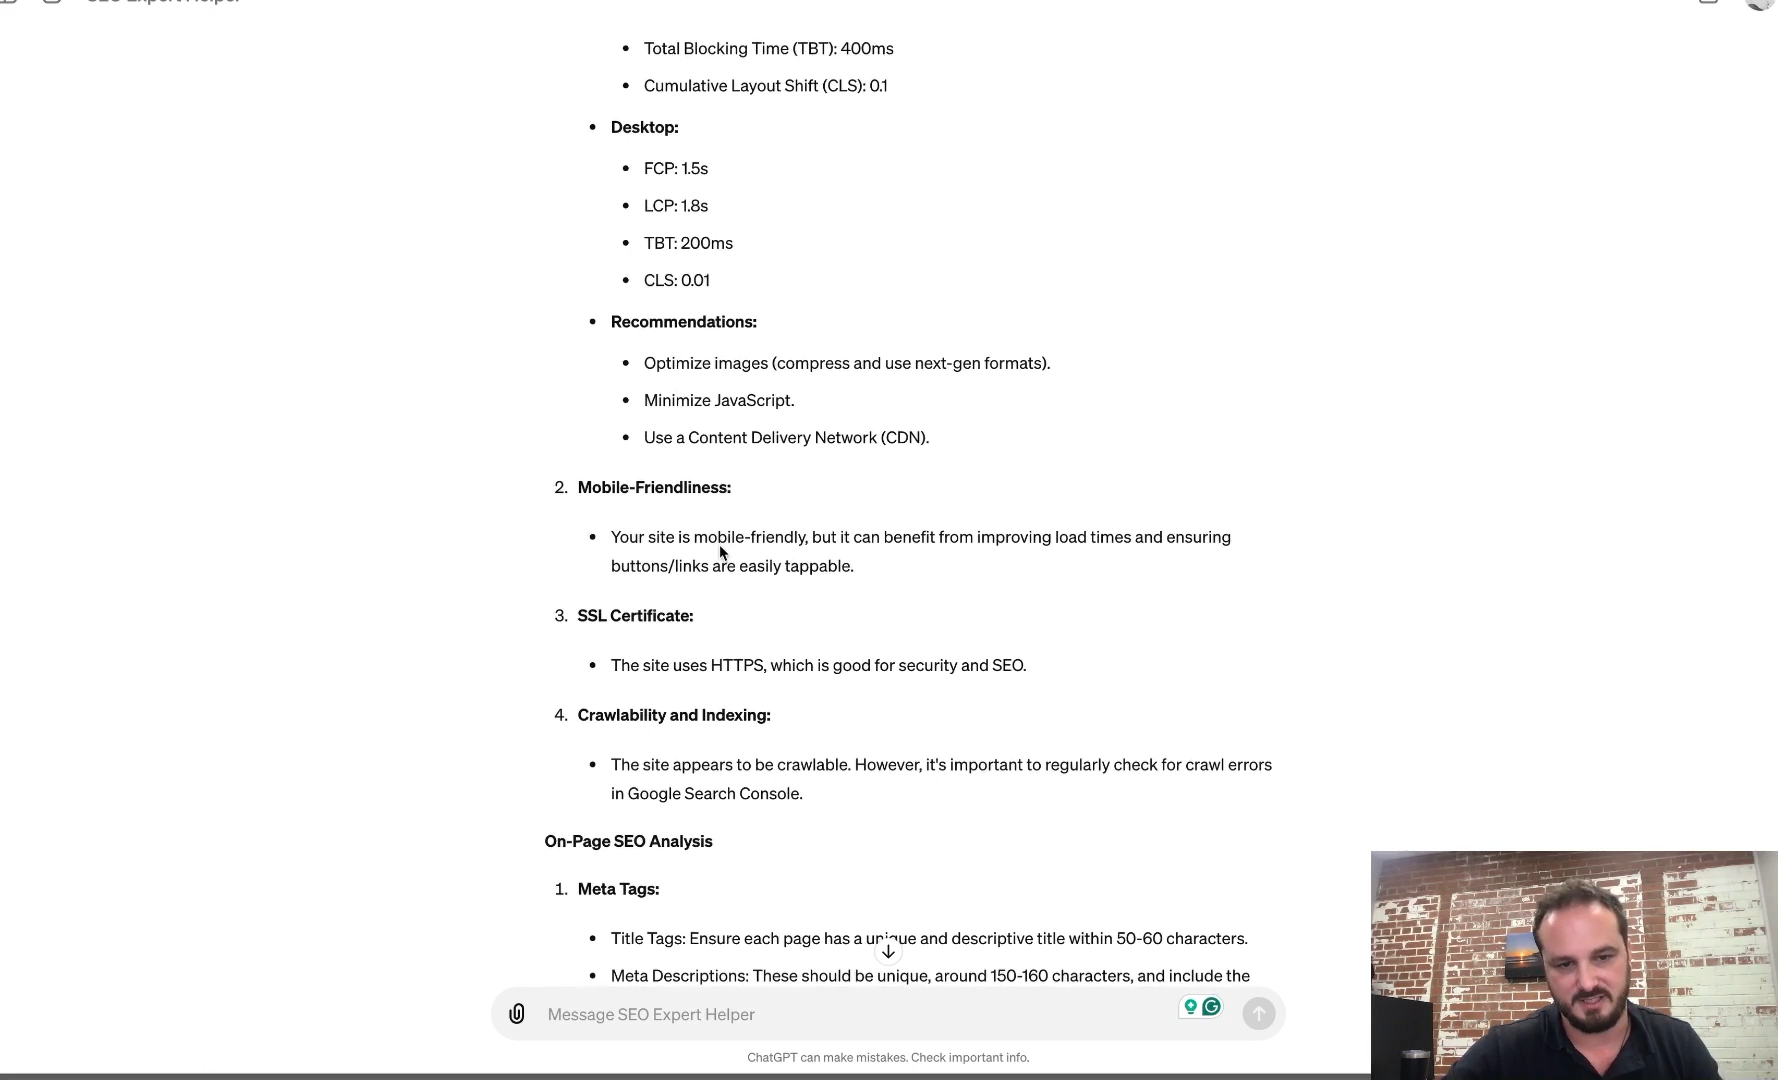 SEO Expert Helper
• Total Blocking Time (TBT): 400ms
• Cumulative Layout Shift (CLS): 0.1
• Desktop:
• FCP: 1.5s
• LCP: 1.8s
• TBT: 200ms
• CLS: 0.01
• Recommendations:
• Optimize images (compress and use next-gen formats).
• Minimize JavaScript.
• Use a Content Delivery Network (CDN).
2. Mobile-Friendliness:
• Your site is mobile-friendly, but it can benefit from improving load times and ensuring
buttons/links are easily tappable.
3. SSL Certificate:
• The site uses HTTPS, which is good for security and SEO.
4. Crawlability and Indexing:
• The site appears to be crawlable. However, it's important to regularly check for crawl errors
in Google Search Console.
On-Page SEO Analysis
1. Meta Tags:
• Title Tags: Ensure each page has a unique and descriptive title within 50-60 characters.
• Meta Descriptions: These should be unique, around 150-160 characters, and include the
Message SEO Expert Helper
ChatGPT can make mistakes. Check important info.